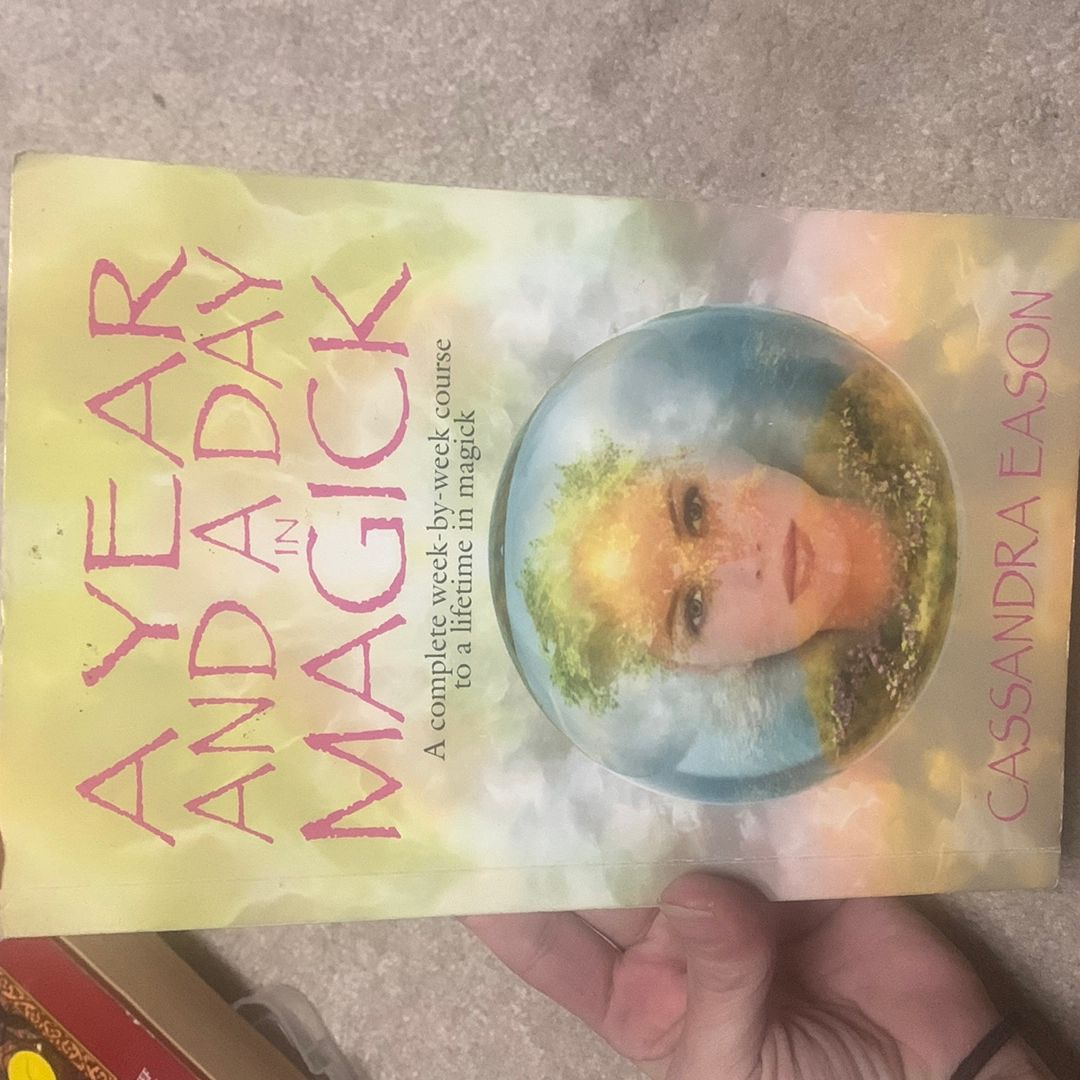 A YEAR
AND A DAY
IN
MAGICK
A complete week-by-week course
to a lifetime in magick
CASSANDRA EASON